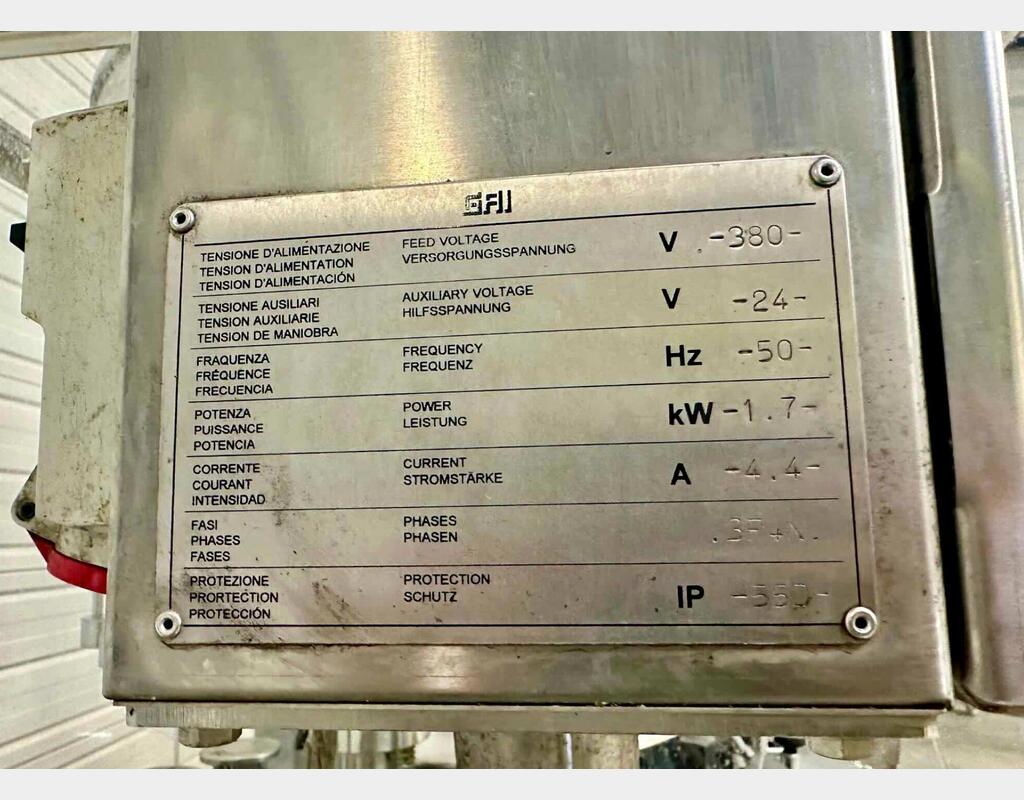 GAI
TENSIONE D'ALIMENTAZIONE FEED VOLTAGE V .-380-
TENSION D'ALIMENTATION VERSORGUNGSSPANNUNG
TENSION D'ALIMENTACIÓN
TENSIONE AUSILIARI AUXILIARY VOLTAGE V -24-
TENSION AUXILIARIE HILFSSPANNUNG
TENSION DE MANIOBRA
FRAQUENZA FREQUENCY Hz -50-
FRÉQUENCE FREQUENZ
FRECUENCIA
POTENZA POWER kW -1.7-
PUISSANCE LEISTUNG
POTENCIA
CORRENTE CURRENT A -4.4-
COURANT STROMSTÄRKE
INTENSIDAD
FASI PHASES .3F+N.
PHASES PHASEN
FASES
PROTEZIONE PROTECTION IP
PRORTECTION SCHUTZ
PROTECCIÓN